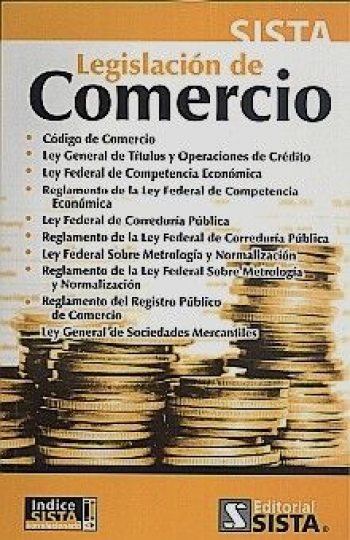 SISTA
Legislación de
Comercio
• Código de Comercio
• Ley General de Títulos y Operaciones de Crédito
• Ley Federal de Competencia Económica
• Reglamento de la Ley Federal de Competencia
Económica
• Ley Federal de Correduría Pública
• Reglamento de la Ley Federal de Correduría Pública
• Ley Federal Sobre Metrología y Normalización
• Reglamento de la Ley Federal Sobre Metrología
y Normalización
• Reglamento del Registro Público
de Comercio
Ley General de Sociedades Mercantiles
Indice
SISTA
Editorial
SISTA